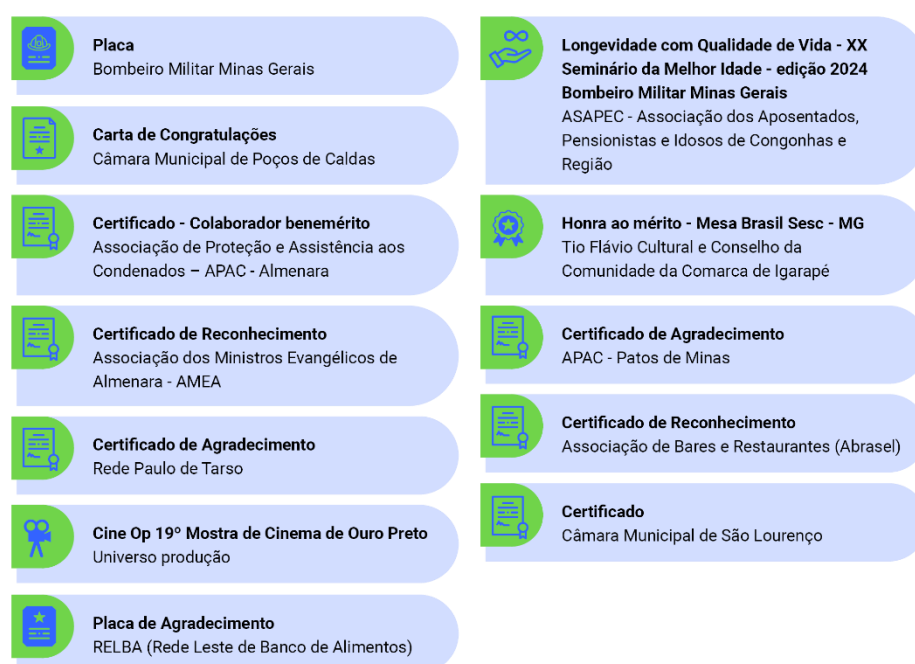 Placa
Bombeiro Militar Minas Gerais
Carta de Congratulações
Câmara Municipal de Poços de Caldas
Certificado - Colaborador benemérito
Associação de Proteção e Assistência aos
Condenados – APAC - Almenara
Certificado de Reconhecimento
Associação dos Ministros Evangélicos de
Almenara - AMEA
Certificado de Agradecimento
Rede Paulo de Tarso
Cine Op 19º Mostra de Cinema de Ouro Preto
Universo produção
Placa de Agradecimento
RELBA (Rede Leste de Banco de Alimentos)
Longevidade com Qualidade de Vida - XX
Seminário da Melhor Idade - edição 2024
Bombeiro Militar Minas Gerais
ASAPEC - Associação dos Aposentados,
Pensionistas e Idosos de Congonhas e
Região
Honra ao mérito - Mesa Brasil Sesc - MG
Tio Flávio Cultural e Conselho da
Comunidade da Comarca de Igarapé
Certificado de Agradecimento
APAC - Patos de Minas
Certificado de Reconhecimento
Associação de Bares e Restaurantes (Abrasel)
Certificado
Câmara Municipal de São Lourenço